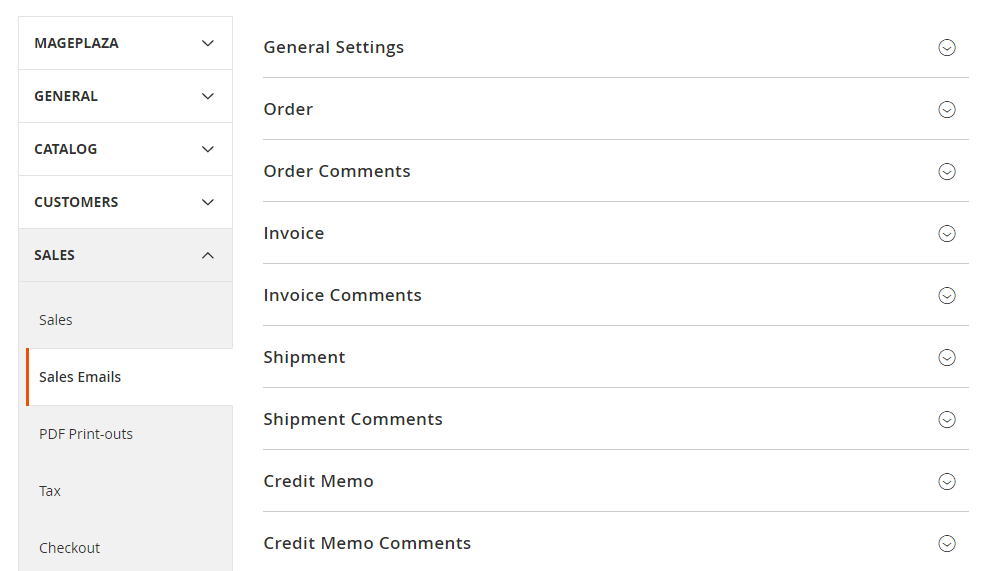 MAGEPLAZA
GENERAL
CATALOG
CUSTOMERS
SALES
Sales
Sales Emails
PDF Print-outs
Tax
Checkout
General Settings
Order
Order Comments
Invoice
Invoice Comments
Shipment
Shipment Comments
Credit Memo
Credit Memo Comments